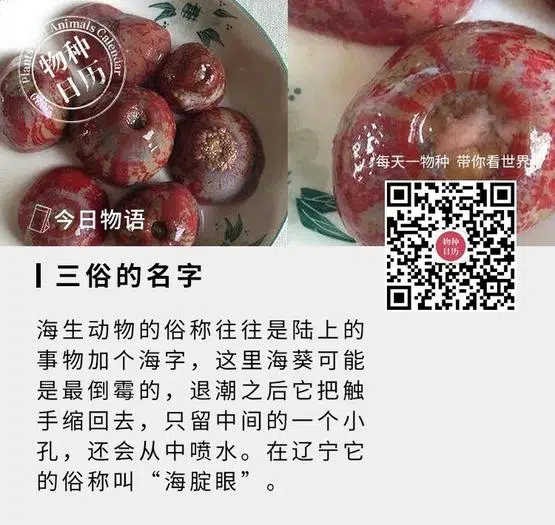 Plants & Animals Calendar
物种
日历
每天一物种 带你看世界
物种
日历
今日物语
三俗的名字
海生动物的俗称往往是陆上的
事物加个海字，这里海葵可能
是最倒霉的，退潮之后它把触
手缩回去，只留中间的一个小
孔，还会从中喷水。在辽宁它
的俗称叫“海腚眼”。